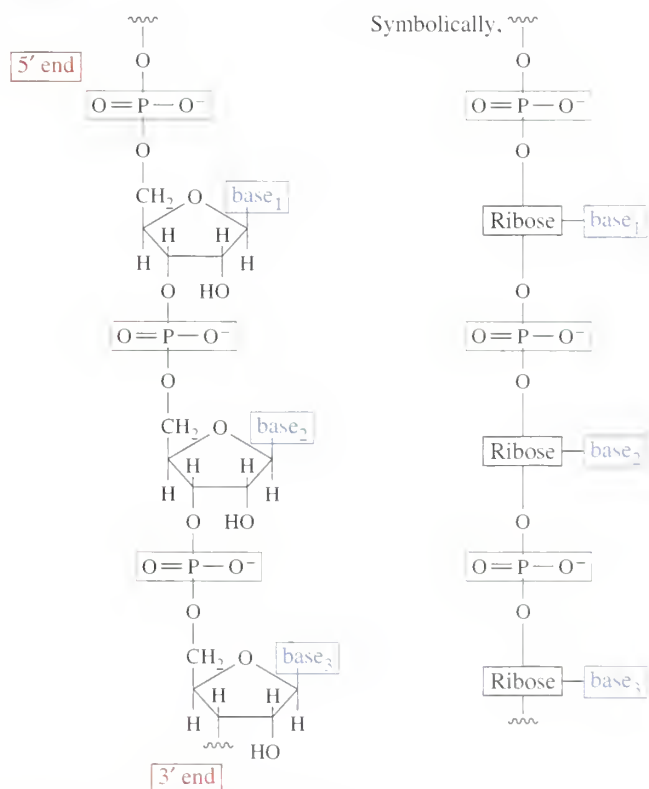 Symbolically,
5′ end
O O
O=P—O⁻ O=P—O⁻
O O
CH₂ O base₁
Ribose base₁
H H
H H
O HO O
O=P—O⁻ O=P—O⁻
O O
CH₂ O base₂
Ribose base₂
H H
H H
O HO O
O=P—O⁻ O=P—O⁻
O O
CH₂ O base₃
Ribose base₃
H H
H H
HO
3′ end